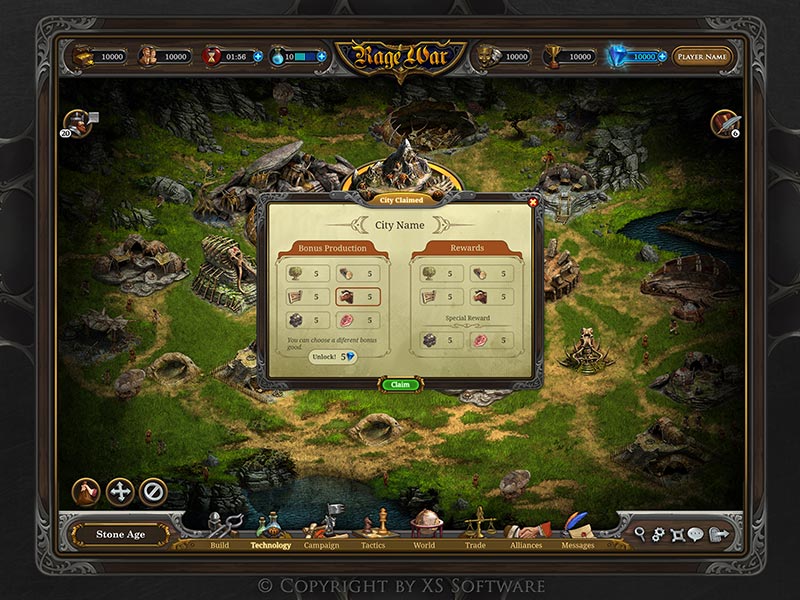 10000
10000
01:56
10
Rage War
10000
10000
10000
PLAYER NAME
20
6
City Claimed
City Name
Bonus Production
Rewards
5 5
5 5
5 5
5 5
5 5
5 5
Special Reward
5 5
You can choose a diferent bonus
good.
Unlock! 5
Claim
Stone Age
Build
Technology
Campaign
Tactics
World
Trade
Alliances
Messages
© COPYRIGHT BY XS SOFTWARE